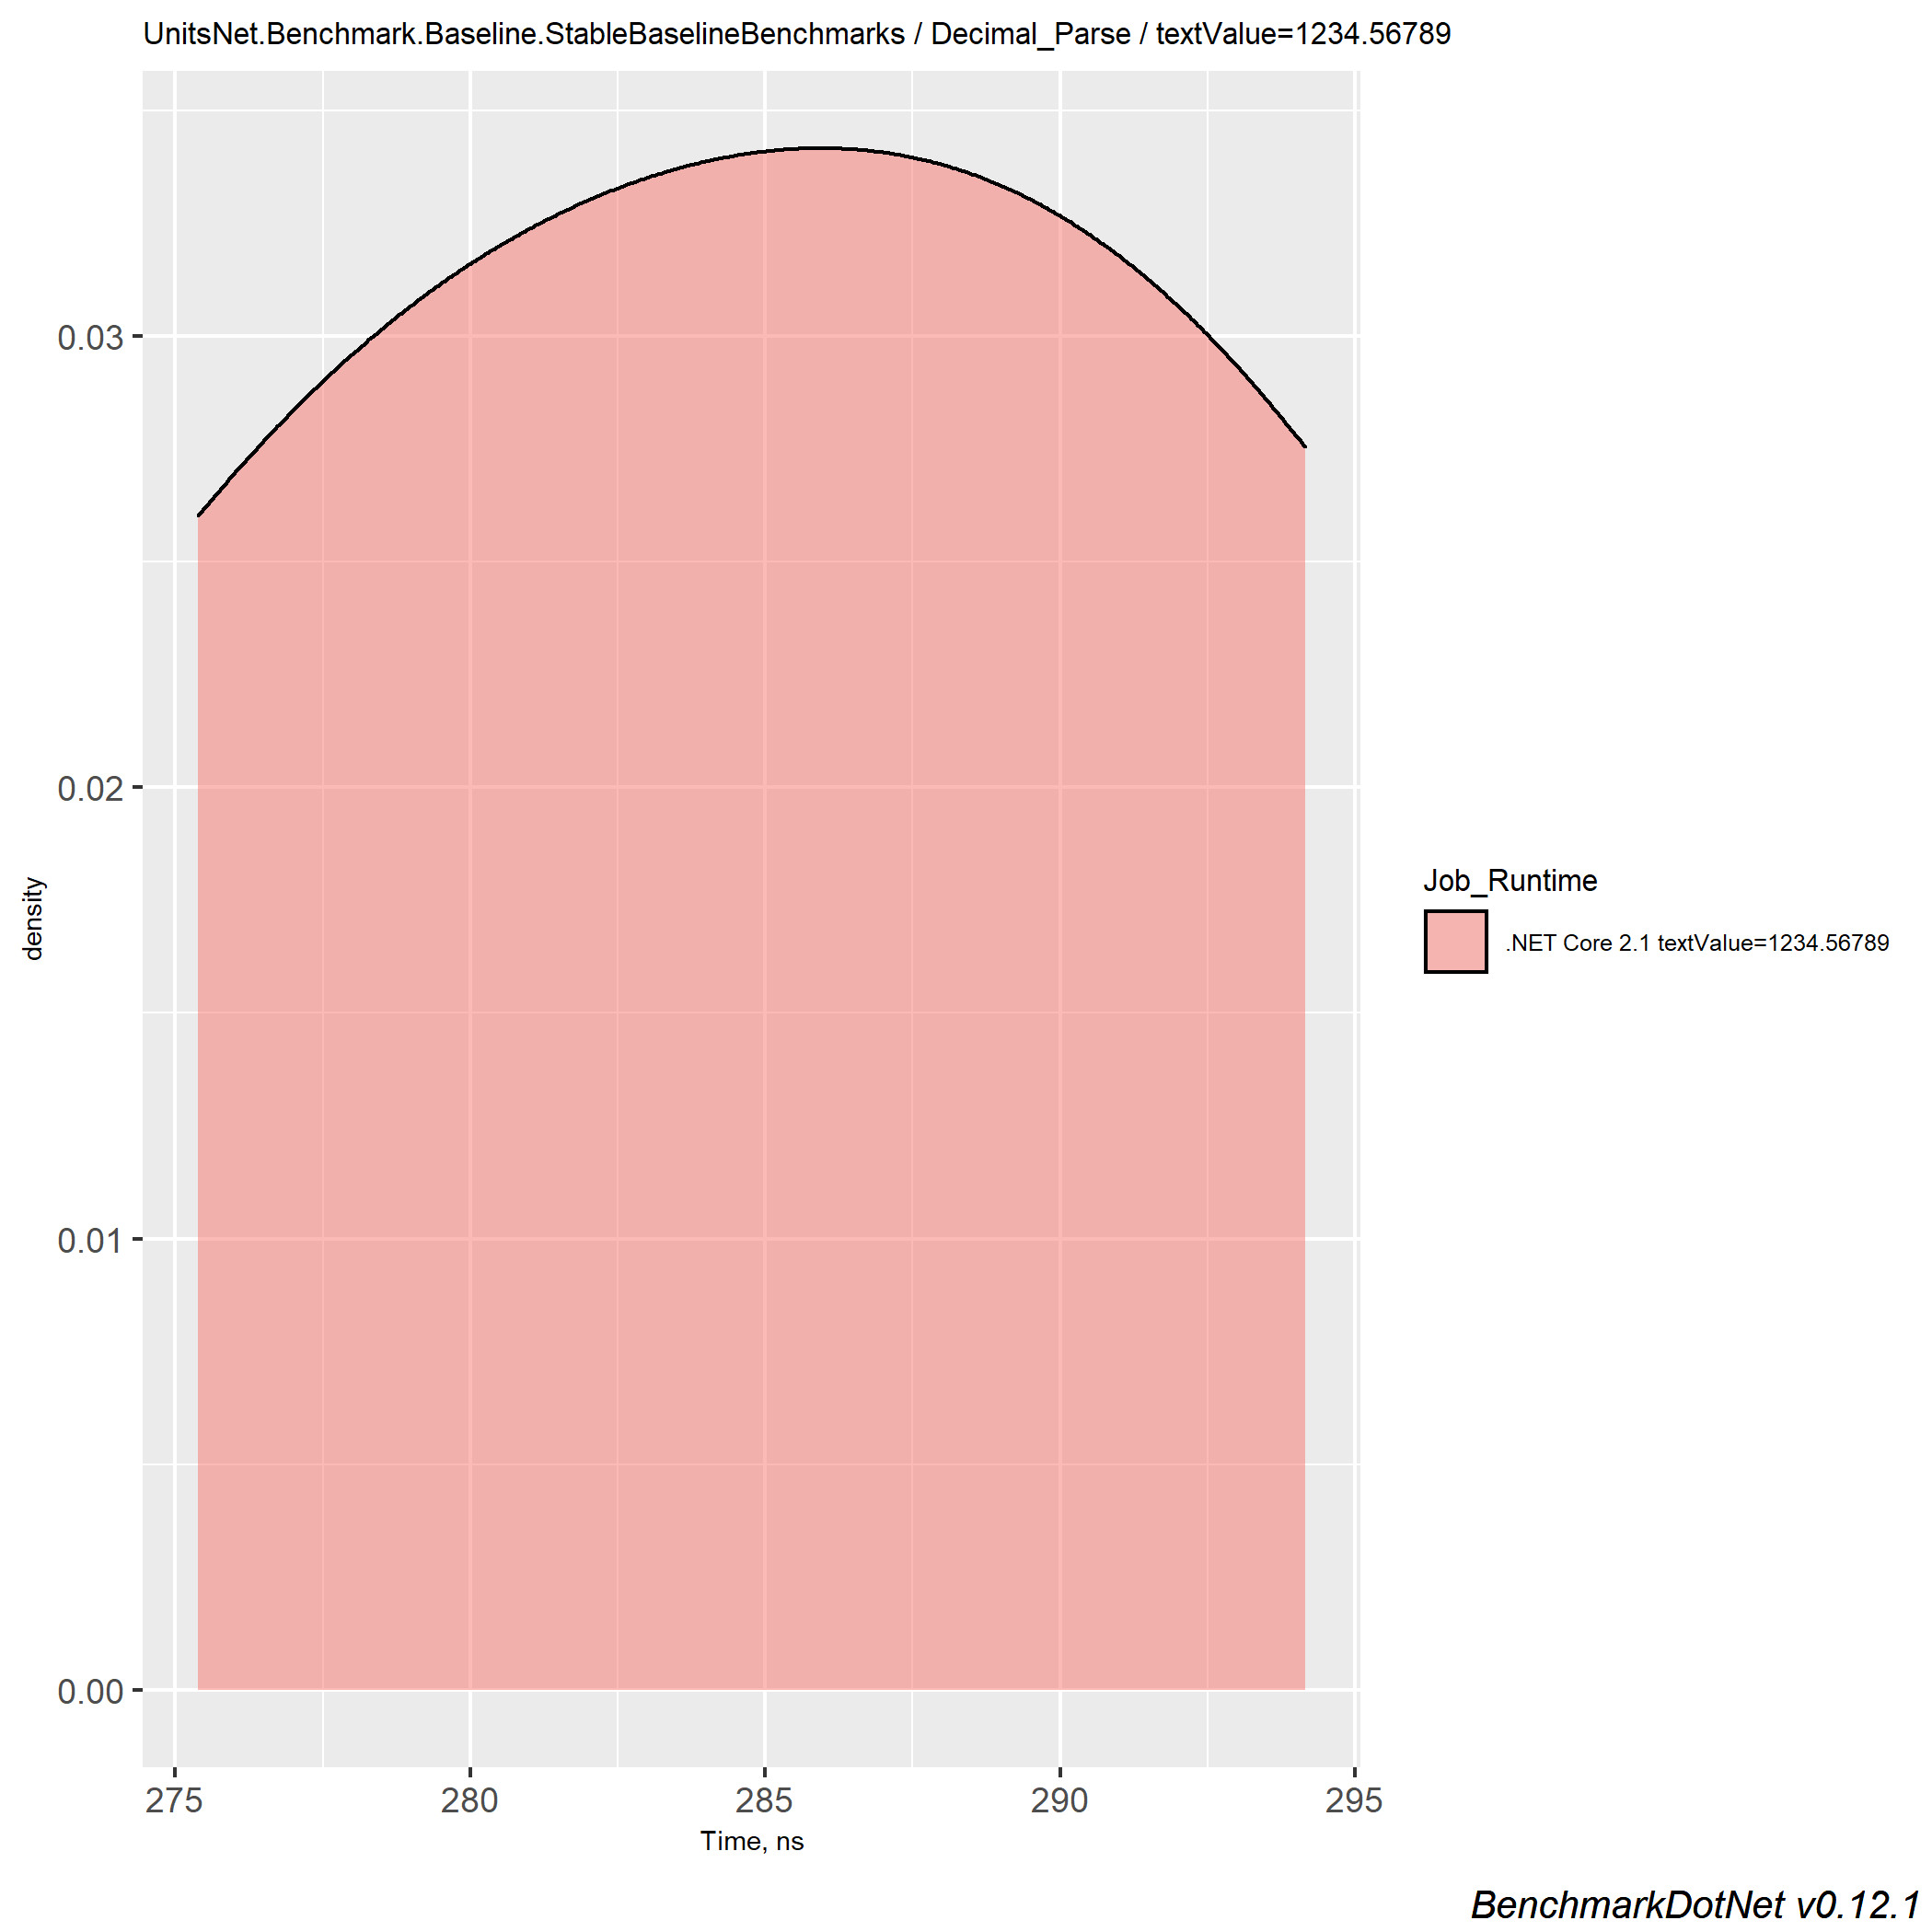 UnitsNet.Benchmark.Baseline.StableBaselineBenchmarks / Decimal_Parse / textValue=1234.56789
0.03
0.02
0.01
0.00
density
275 280 285 290 295
Time, ns
Job_Runtime
.NET Core 2.1 textValue=1234.56789
BenchmarkDotNet v0.12.1